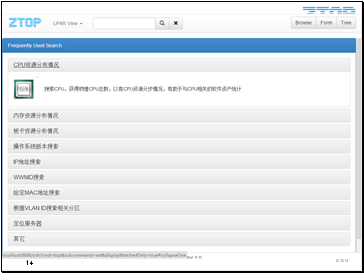 ZTOP LPAR View Browse Form Tree
Frequently Used Search
CPU资源分布情况
搜索CPU，获得物理CPU总数，以及CPU资源分步情况，有助于与CPU相关的软件资产统计
内存资源分布情况
板卡资源分布情况
操作系统版本搜索
IP地址搜索
WWNID搜索
给定MAC地址搜索
根据VLAN ID搜索相关分区
定位服务器
其它